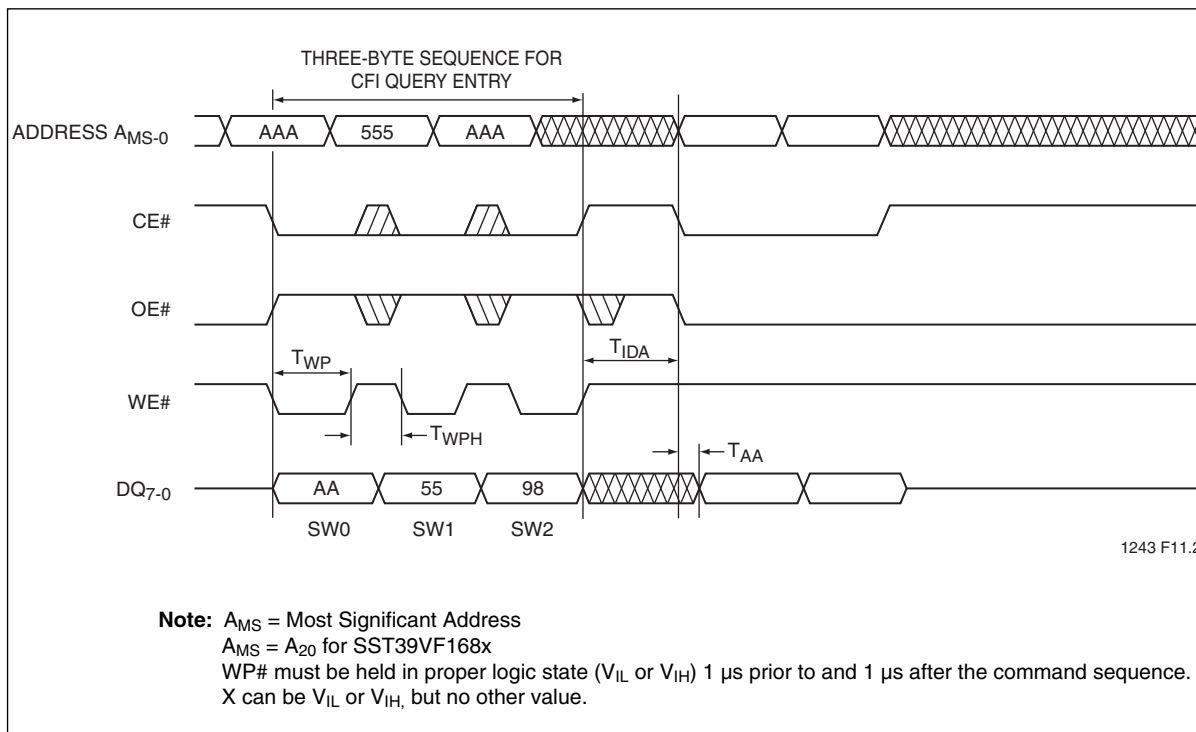 THREE-BYTE SEQUENCE FOR
CFI QUERY ENTRY
ADDRESS AMS-0
AAA 555 AAA
CE#
OE#
TWP
TIDA
WE#
TWPH
TAA
DQ7-0
AA 55 98
SW0 SW1 SW2
1243 F11.2
Note: AMS = Most Significant Address
AMS = A20 for SST39VF168x
WP# must be held in proper logic state (VIL or VIH) 1 µs prior to and 1 µs after the command sequence.
X can be VIL or VIH, but no other value.